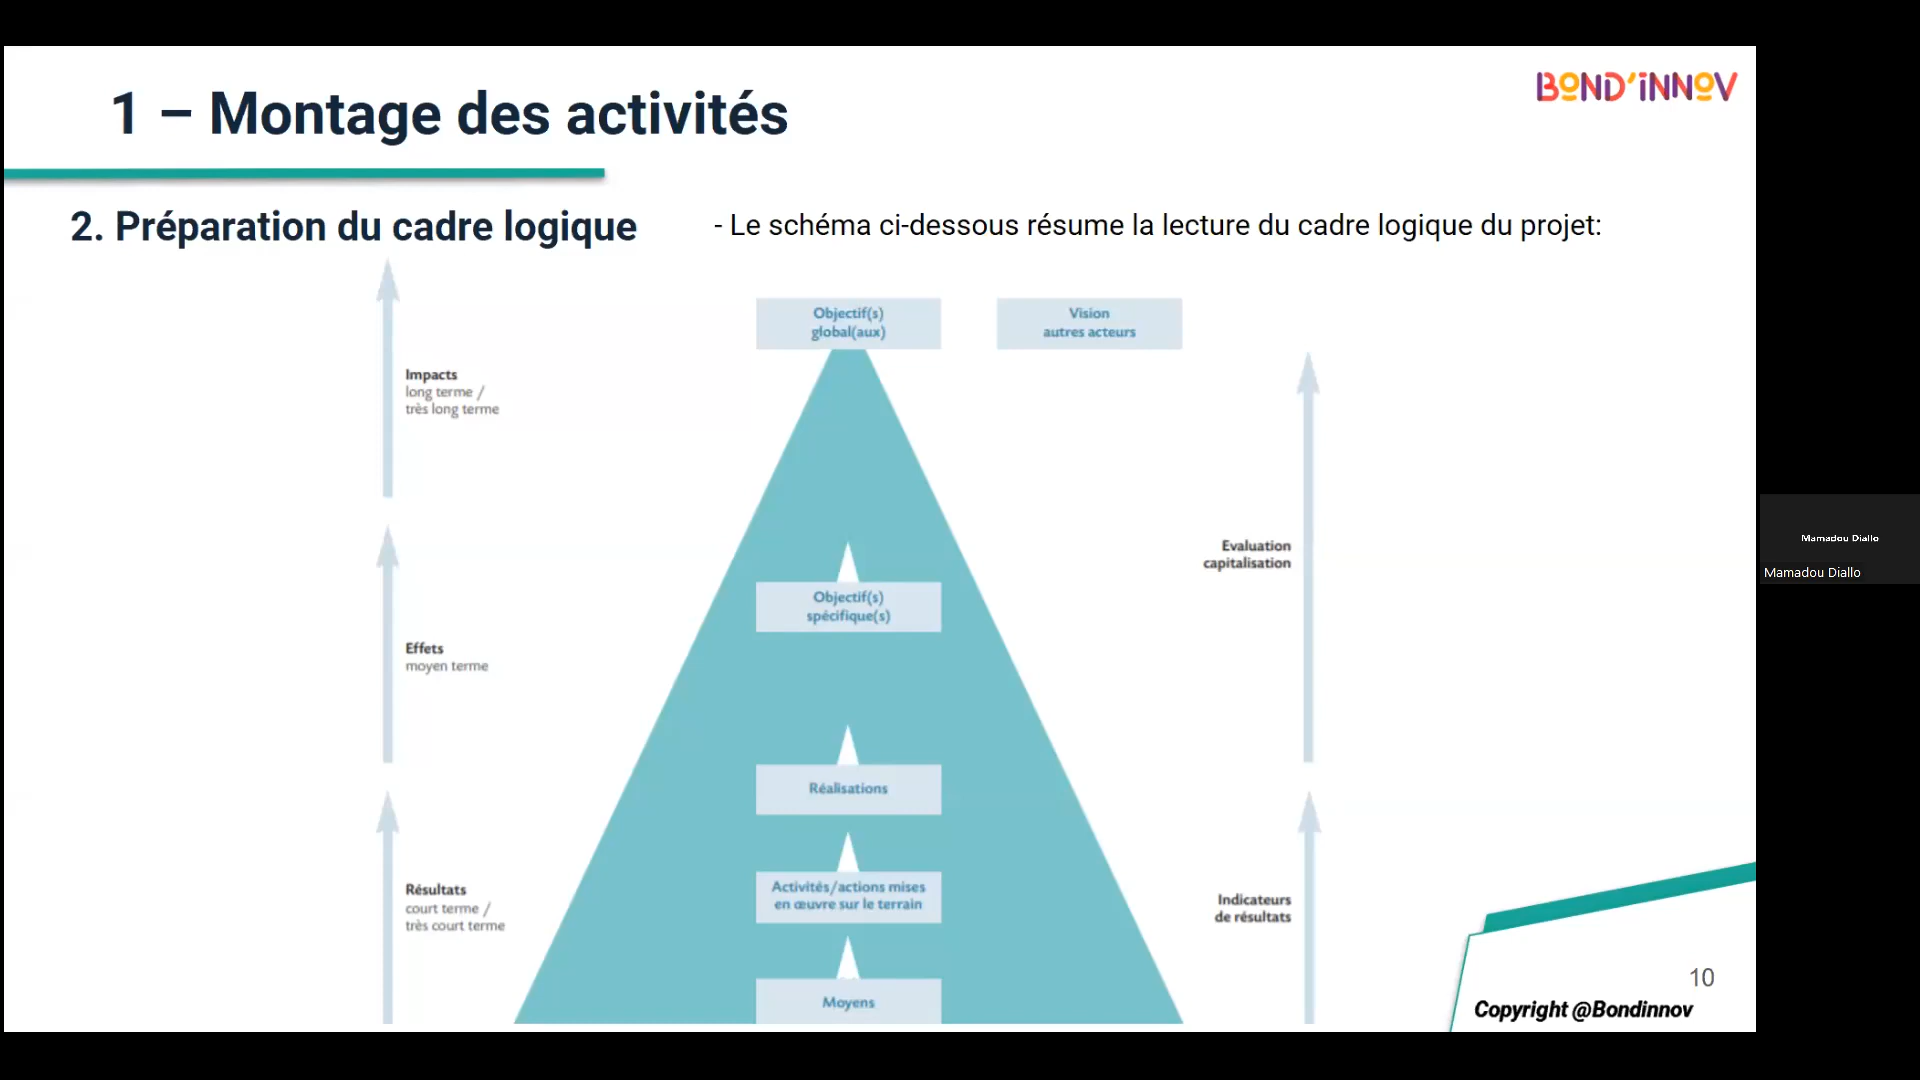 1 – Montage des activités
BOND'INNOV
2. Préparation du cadre logique
- Le schéma ci-dessous résume la lecture du cadre logique du projet:
Objectif(s)
global(aux)
Vision
autres acteurs
Impacts
long terme /
très long terme
Evaluation
capitalisation
Objectif(s)
spécifique(s)
Effets
moyen terme
Réalisations
Résultats
court terme /
très court terme
Activités/actions mises
en œuvre sur le terrain
Indicateurs
de résultats
Moyens
10
Copyright @Bondinnov
Mamadou Diallo
Mamadou Diallo